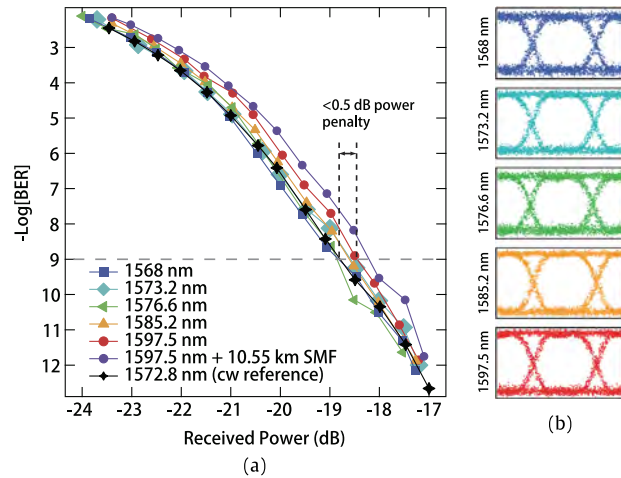 3
4
5
6
7
8
9
10
11
12
-Log[BER]
<0.5 dB power
penalty
1568 nm
1573.2 nm
1576.6 nm
1585.2 nm
1597.5 nm
1597.5 nm + 10.55 km SMF
1572.8 nm (cw reference)
-24 -23 -22 -21 -20 -19 -18 -17
Received Power (dB)
(a)
1568 nm
1573.2 nm
1576.6 nm
1585.2 nm
1597.5 nm
(b)